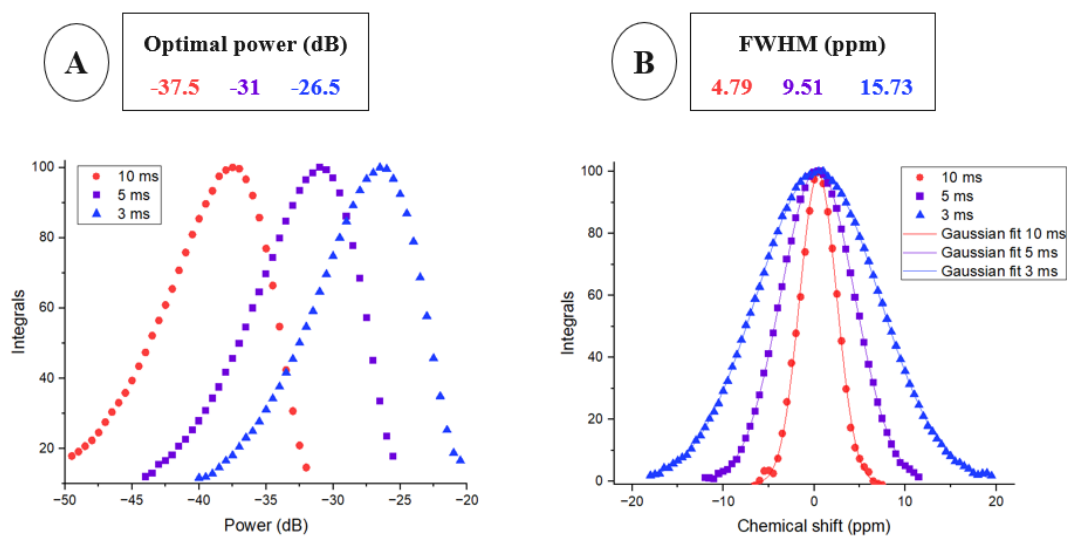 A
Optimal power (dB)
-37.5 -31 -26.5
100
80
60
40
20
Integrals
10 ms
5 ms
3 ms
−50 −45 −40 −35 −30 −25 −20
Power (dB)
B
FWHM (ppm)
4.79 9.51 15.73
100
80
60
40
20
0
Integrals
10 ms
5 ms
3 ms
Gaussian fit 10 ms
Gaussian fit 5 ms
Gaussian fit 3 ms
−20 −10 0 10 20
Chemical shift (ppm)